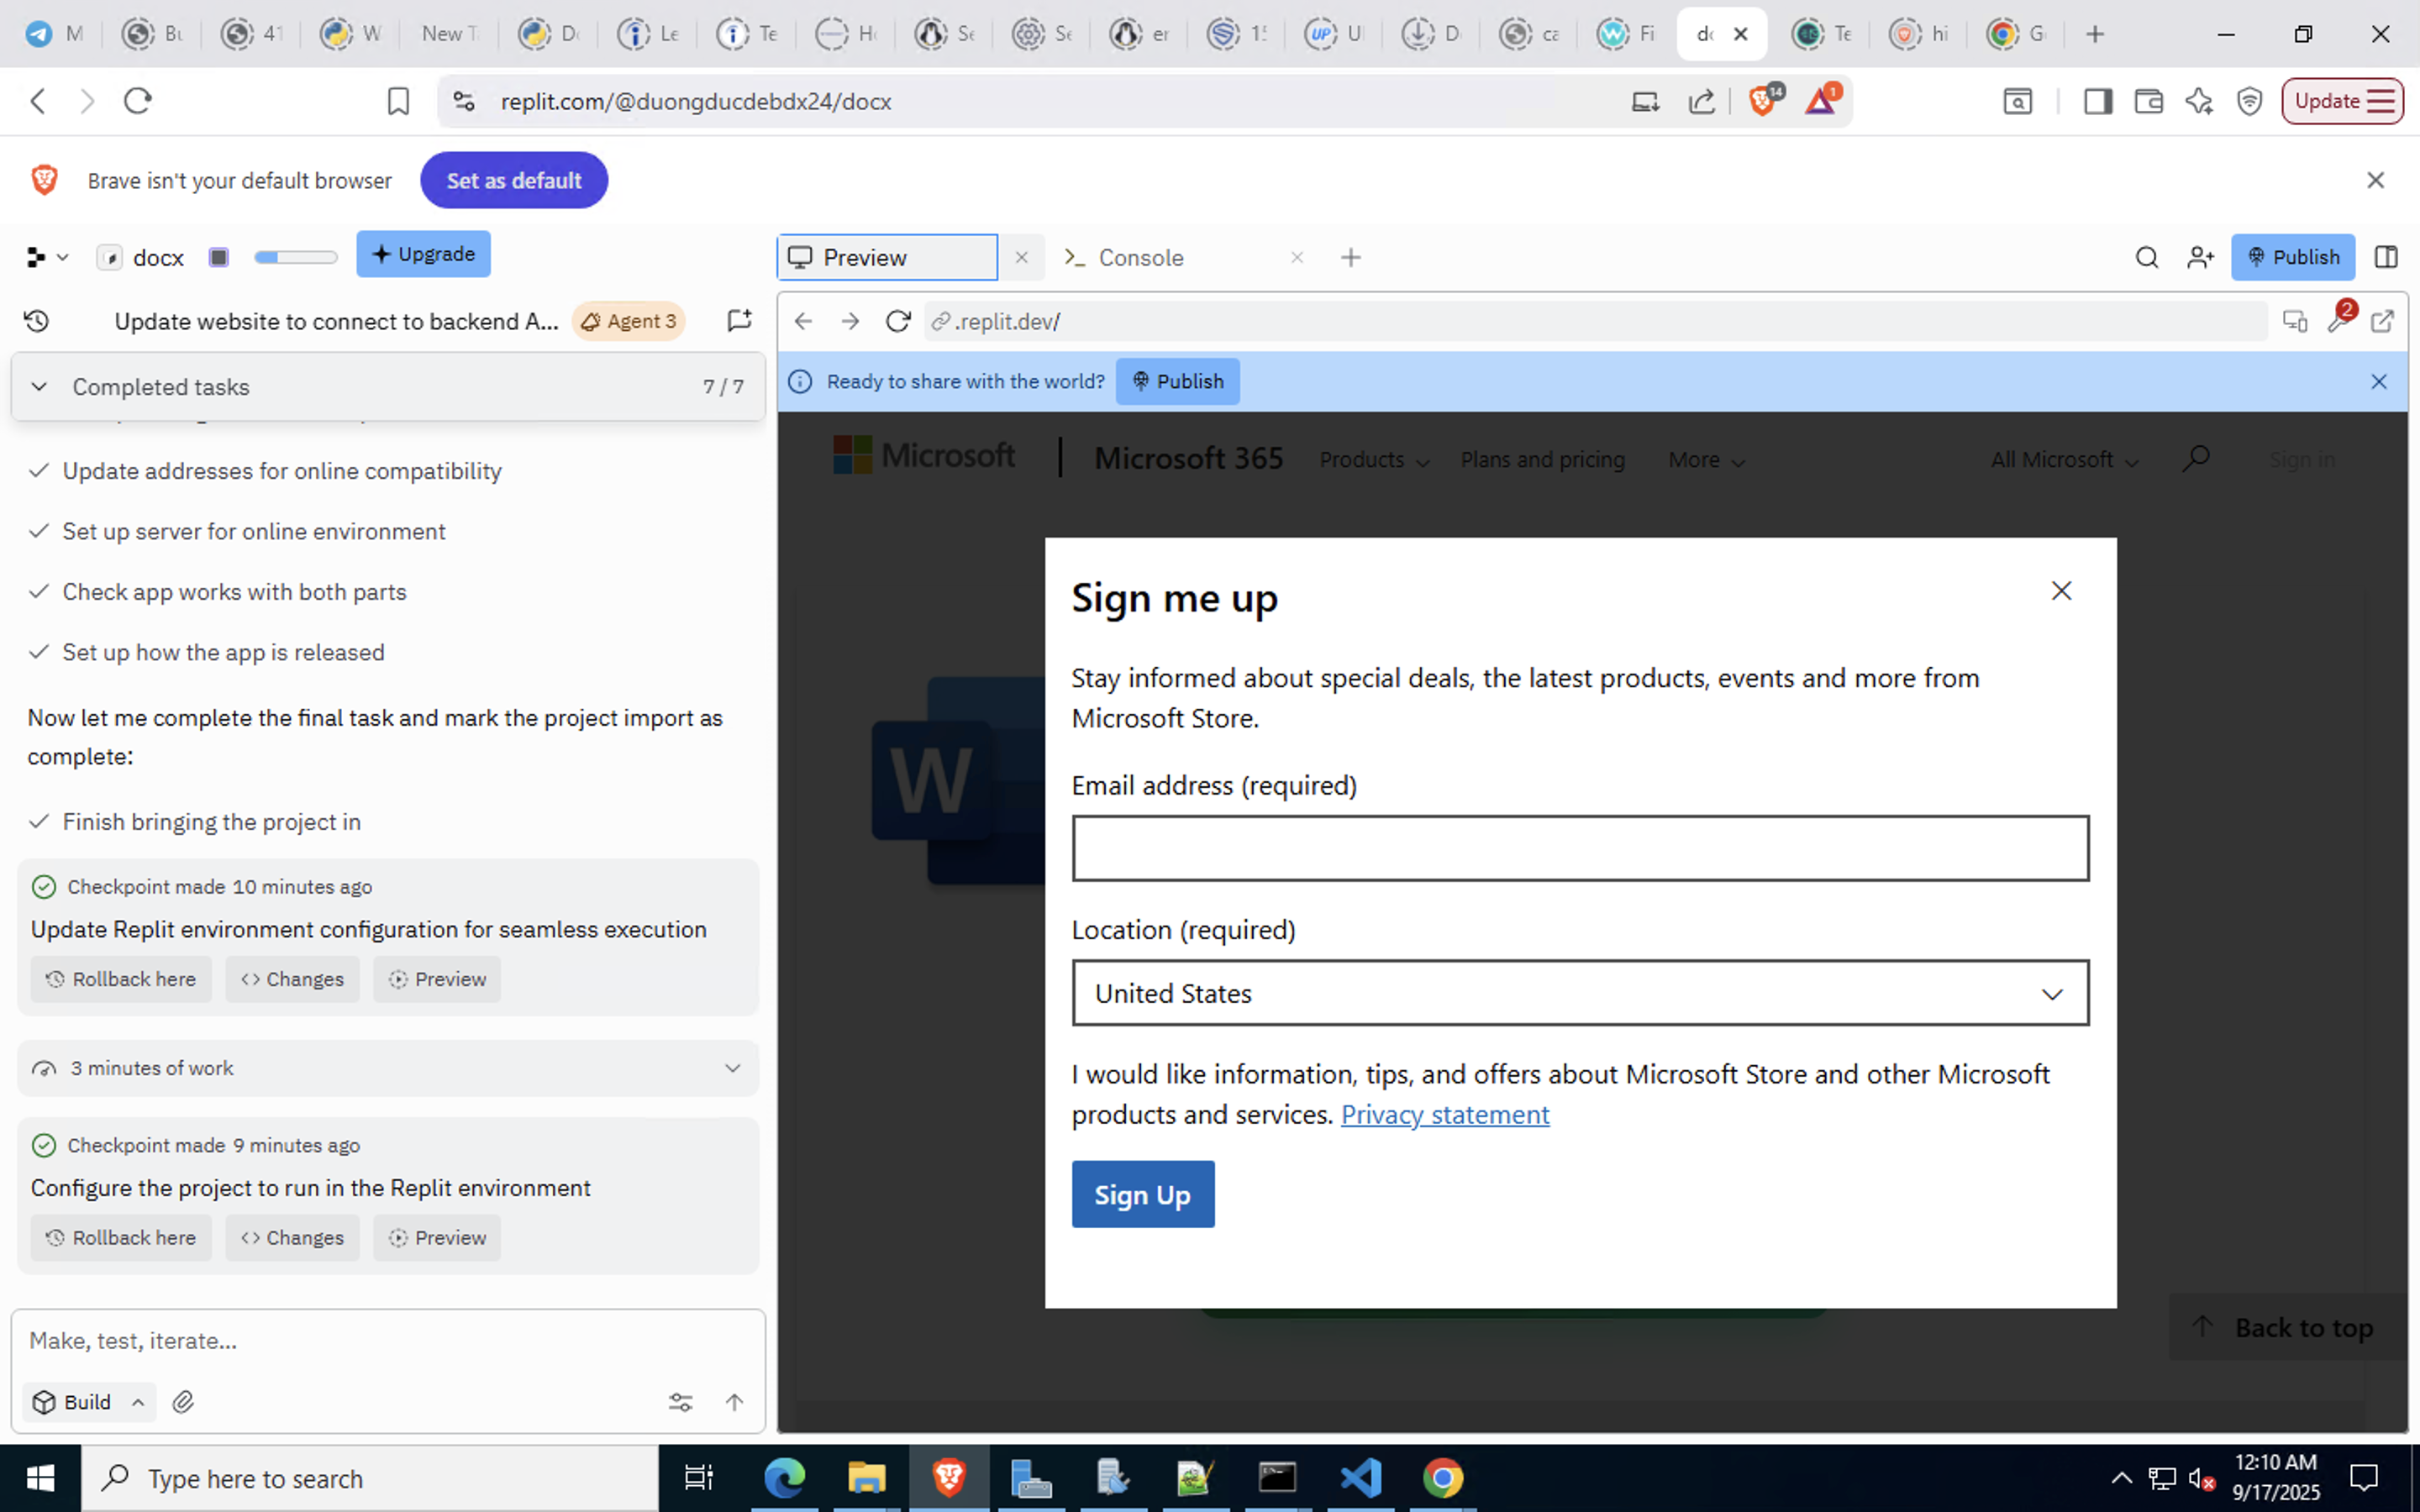 M
Bu
41
W
New T
Do
Le
Te
Ho
Se
Se
er
UP
U
D
ca
Fi
dc
Te
hi
G
replit.com/@duongducdebdx24/docx
14
1
Update
Brave isn't your default browser
Set as default
docx
Upgrade
Preview
Console
Publish
Update website to connect to backend A...
Agent 3
.replit.dev/
2
Completed tasks
7 / 7
Ready to share with the world?
Publish
Update addresses for online compatibility
Set up server for online environment
Check app works with both parts
Set up how the app is released
Now let me complete the final task and mark the project import as
complete:
Finish bringing the project in
Checkpoint made 10 minutes ago
Update Replit environment configuration for seamless execution
Rollback here
Changes
Preview
3 minutes of work
Checkpoint made 9 minutes ago
Configure the project to run in the Replit environment
Rollback here
Changes
Preview
Make, test, iterate...
Build
Microsoft
Microsoft 365
Products
Plans and pricing
More
All Microsoft
Sign in
W
Sign me up
Stay informed about special deals, the latest products, events and more from
Microsoft Store.
Email address (required)
Location (required)
United States
I would like information, tips, and offers about Microsoft Store and other Microsoft
products and services. Privacy statement
Sign Up
Back to top
Type here to search
12:10 AM
9/17/2025